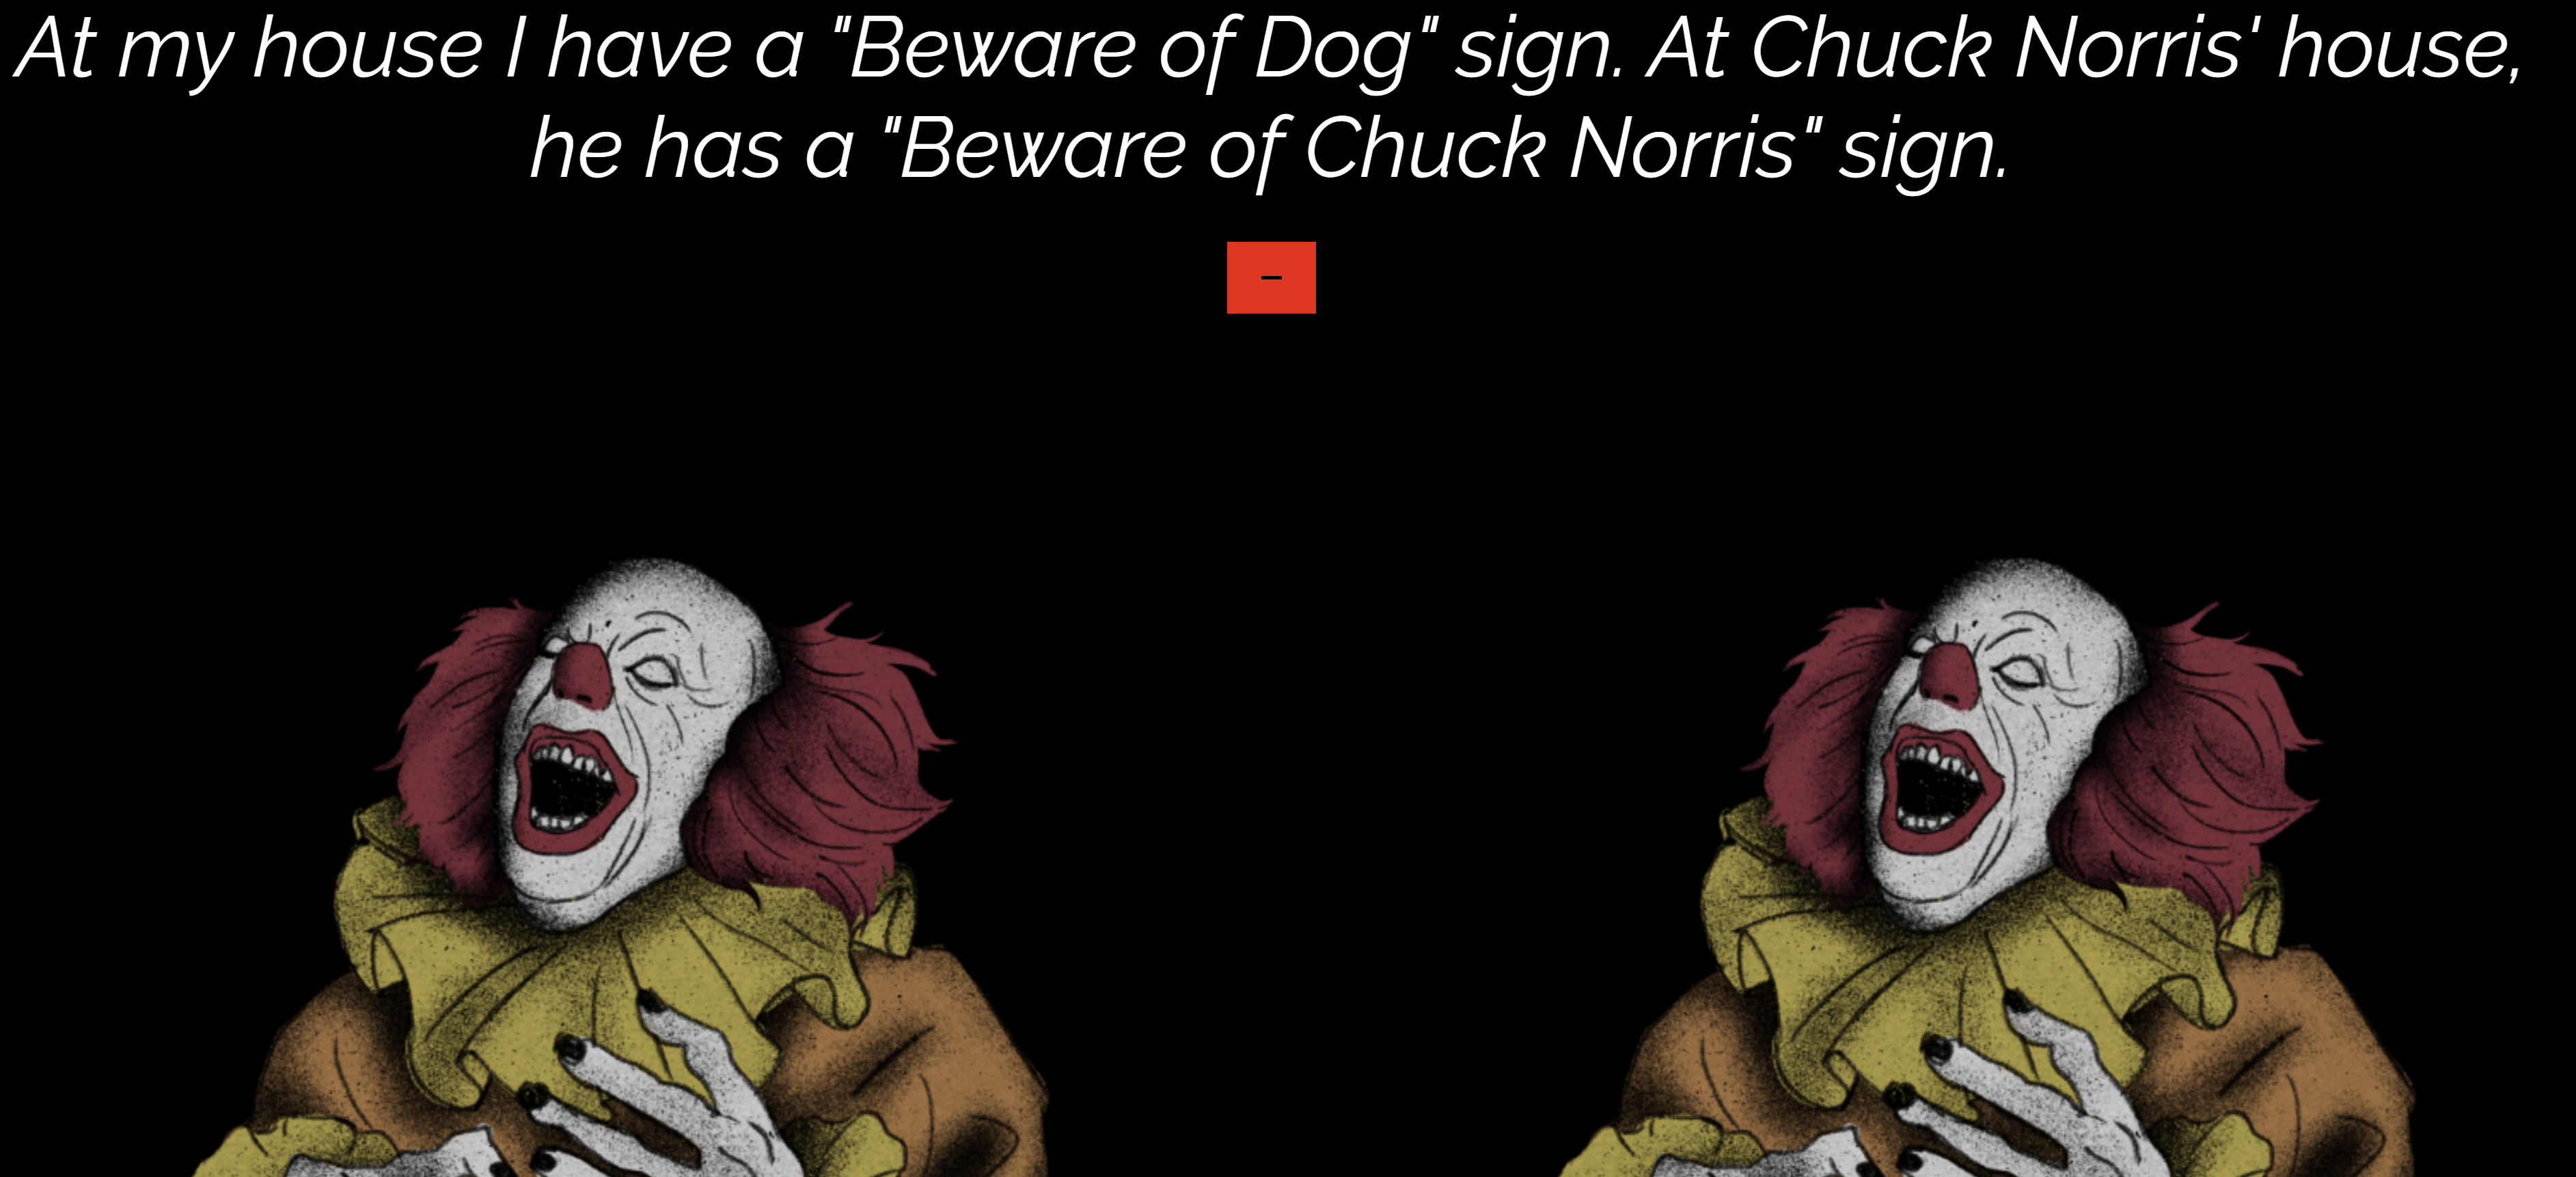 At my house I have a "Beware of Dog" sign. At Chuck Norris' house,
he has a "Beware of Chuck Norris" sign.
–